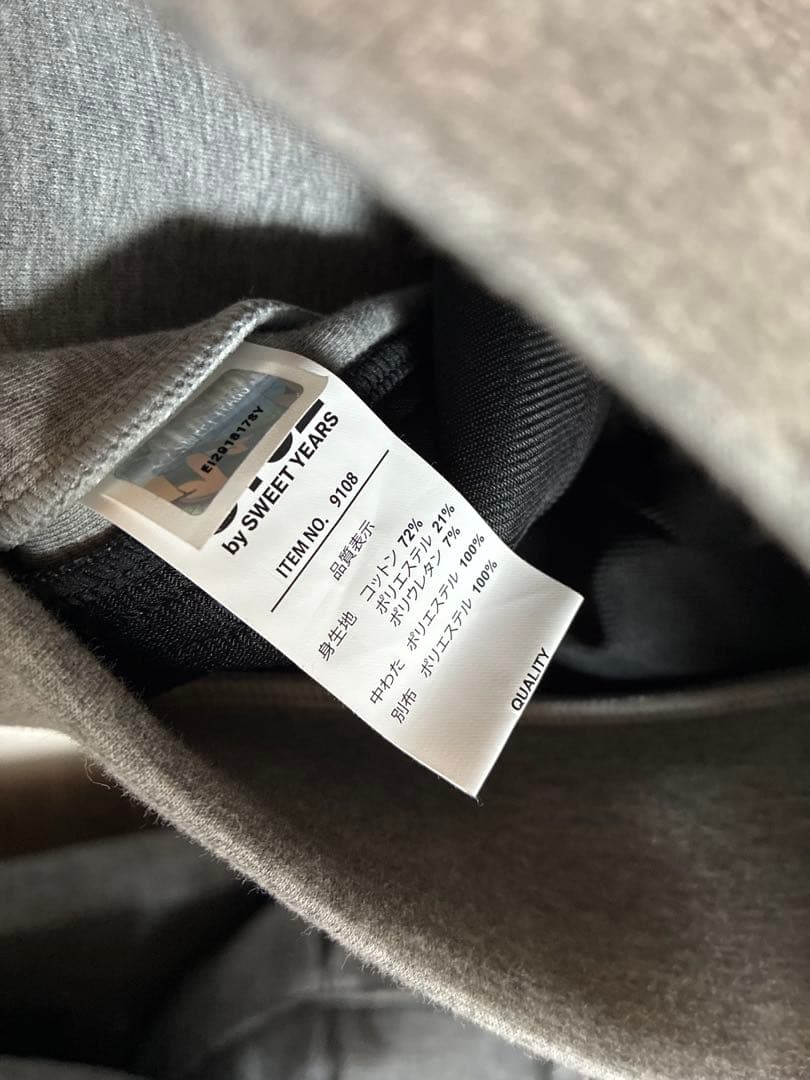 EI2918178Y
by SWEET YEARS
ITEM NO. 9108
品質表示
身生地 コットン 72%
ポリエステル 21%
ポリウレタン 7%
中わた ポリエステル 100%
別布 ポリエステル 100%
QUALITY